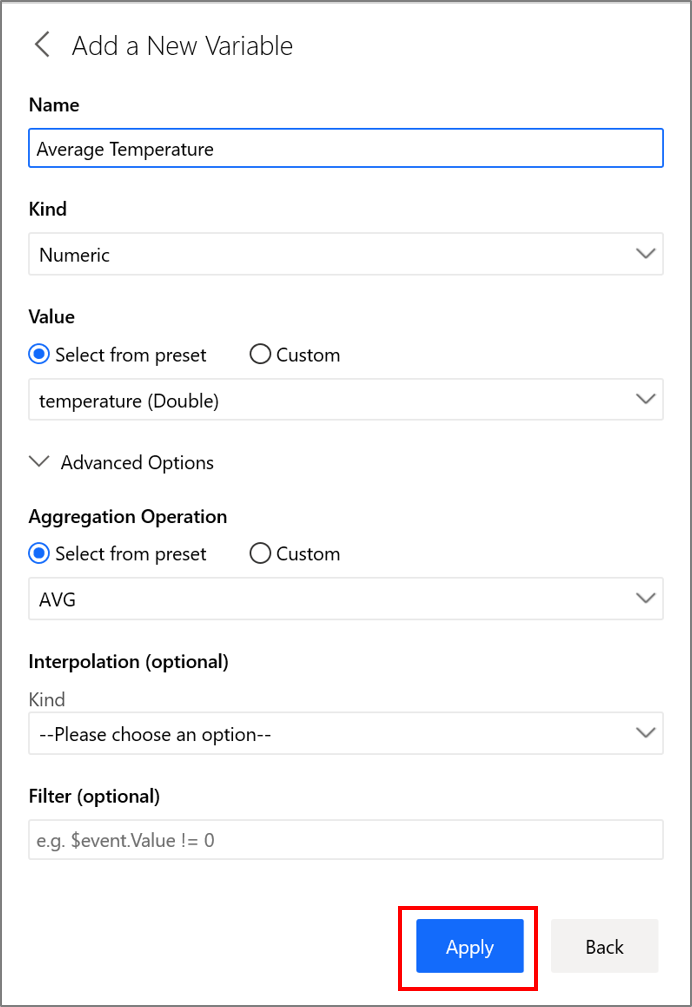 Add a New Variable
Name
Average Temperature
Kind
Numeric
Value
Select from preset Custom
temperature (Double)
Advanced Options
Aggregation Operation
Select from preset Custom
AVG
Interpolation (optional)
Kind
--Please choose an option--
Filter (optional)
e.g. $event.Value != 0
Apply Back